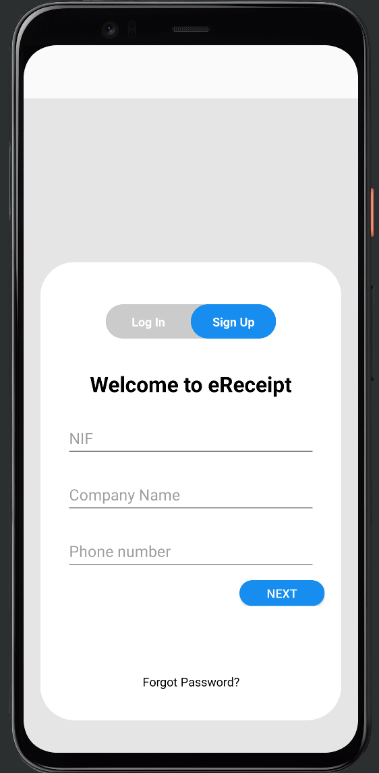 Log In
Sign Up
Welcome to eReceipt
NIF
Company Name
Phone number
NEXT
Forgot Password?